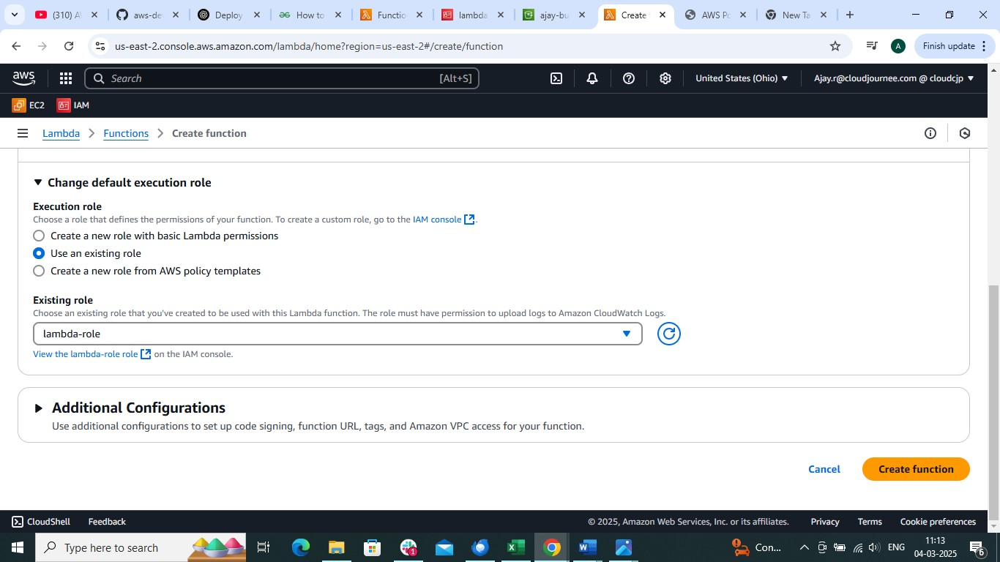 (310) A
aws-de
Deploy
How to
Functio
lambda
ajay-bu
Create
AWS Po
New Ta
us-east-2.console.aws.amazon.com/lambda/home?region=us-east-2#/create/function
A
Finish update
aws
Search
[Alt+S]
United States (Ohio)
Ajay.r@cloudjournee.com @ cloudcjp
EC2
IAM
Lambda
Functions
Create function
Change default execution role
Execution role
Choose a role that defines the permissions of your function. To create a custom role, go to the IAM console.
Create a new role with basic Lambda permissions
Use an existing role
Create a new role from AWS policy templates
Existing role
Choose an existing role that you've created to be used with this Lambda function. The role must have permission to upload logs to Amazon CloudWatch Logs.
lambda-role
View the lambda-role role on the IAM console.
Additional Configurations
Use additional configurations to set up code signing, function URL, tags, and Amazon VPC access for your function.
Cancel
Create function
CloudShell
Feedback
© 2025, Amazon Web Services, Inc. or its affiliates.
Privacy
Terms
Cookie preferences
Type here to search
1
Con...
ENG
11:13
04-03-2025
6